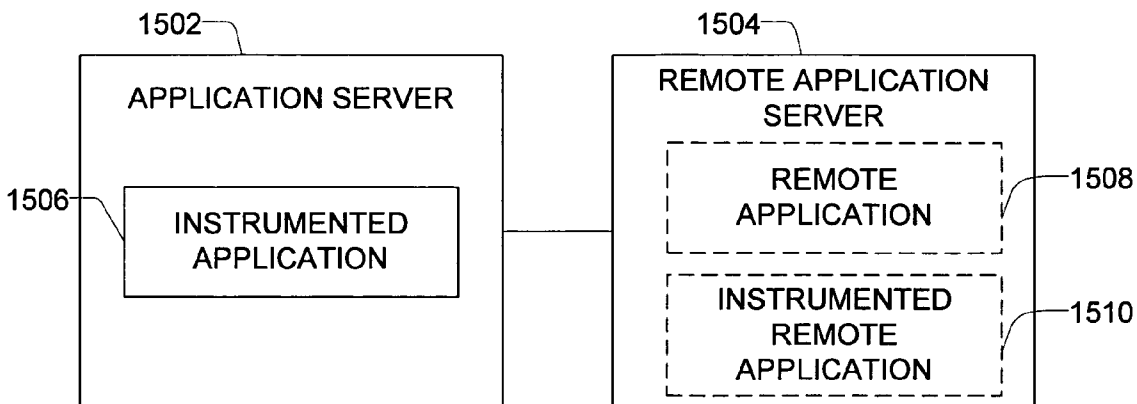 1502
1504
APPLICATION SERVER
REMOTE APPLICATION
SERVER
1506
INSTRUMENTED
APPLICATION
REMOTE
APPLICATION
1508
INSTRUMENTED
REMOTE
APPLICATION
1510